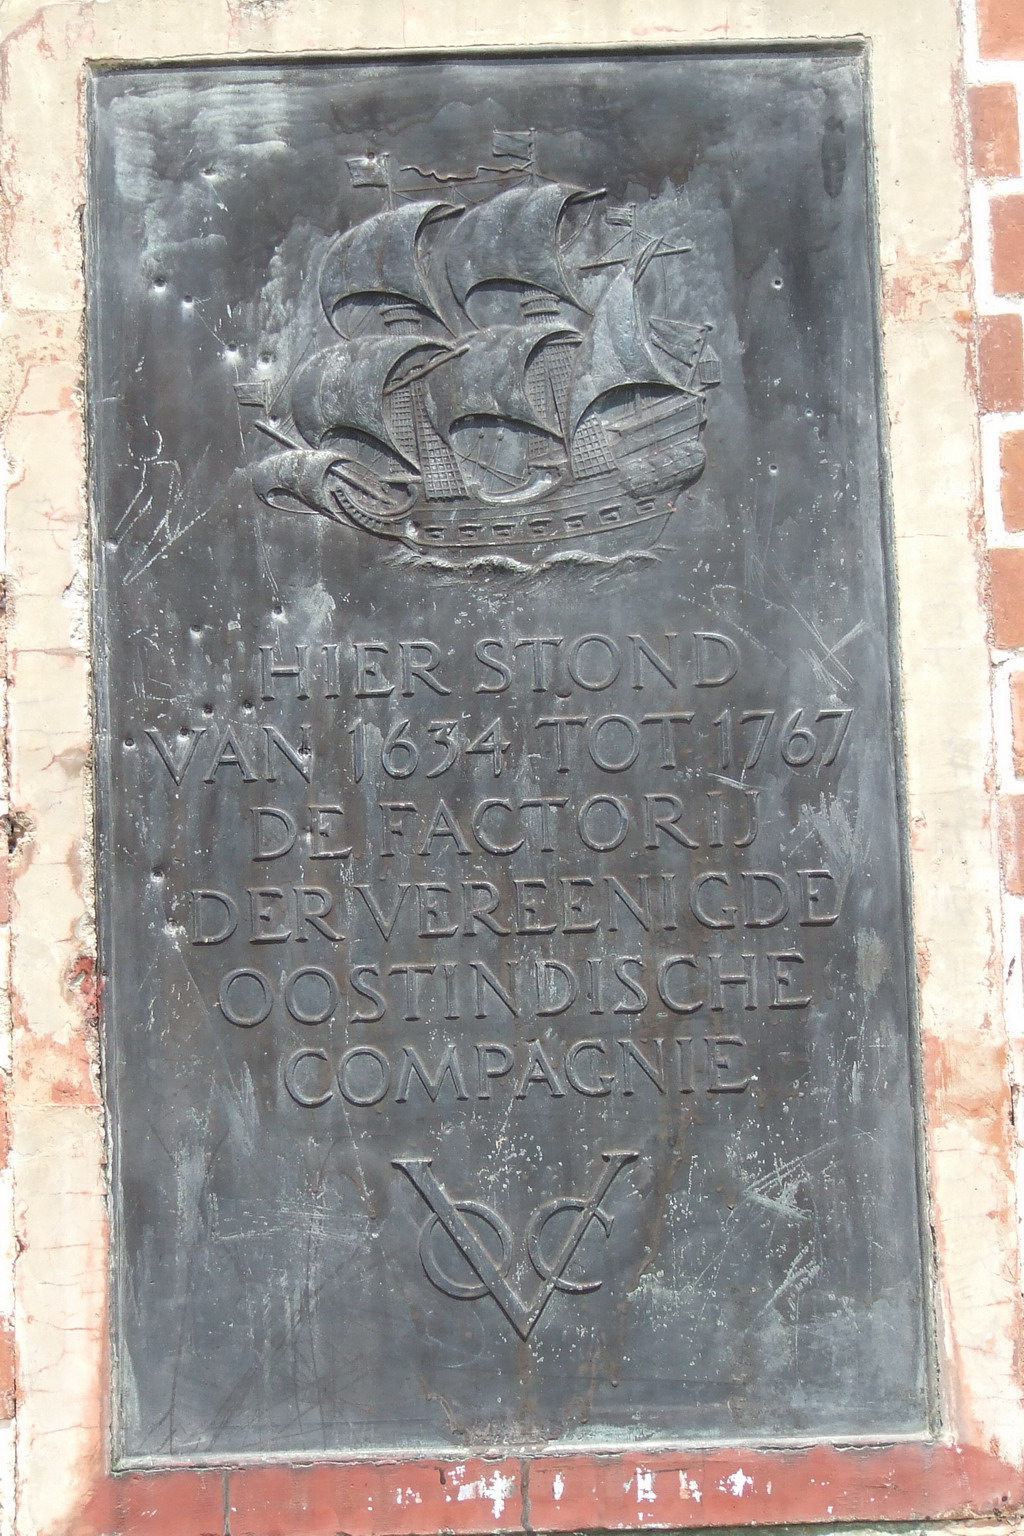 HIER STOND
VAN 1634 TOT 1767
DE FACTORIJ
DER VEREENIGDE
OOSTINDISCHE
COMPAGNIE
VOC